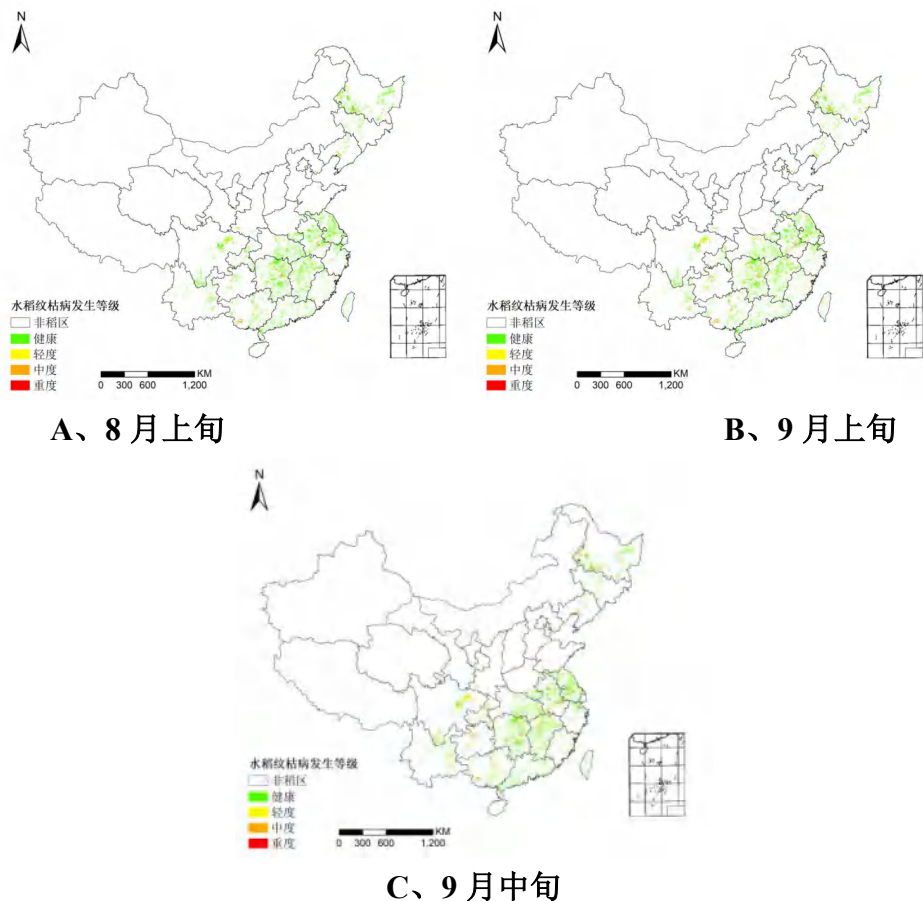 N
水稻纹枯病发生等级
非稻区
健康
轻度
中度
重度
KM
0 300 600 1,200
A、8 月上旬
N
水稻纹枯病发生等级
非稻区
健康
轻度
中度
重度
KM
0 300 600 1,200
B、9 月上旬
N
水稻纹枯病发生等级
非稻区
健康
轻度
中度
重度
KM
0 300 600 1,200
C、9 月中旬